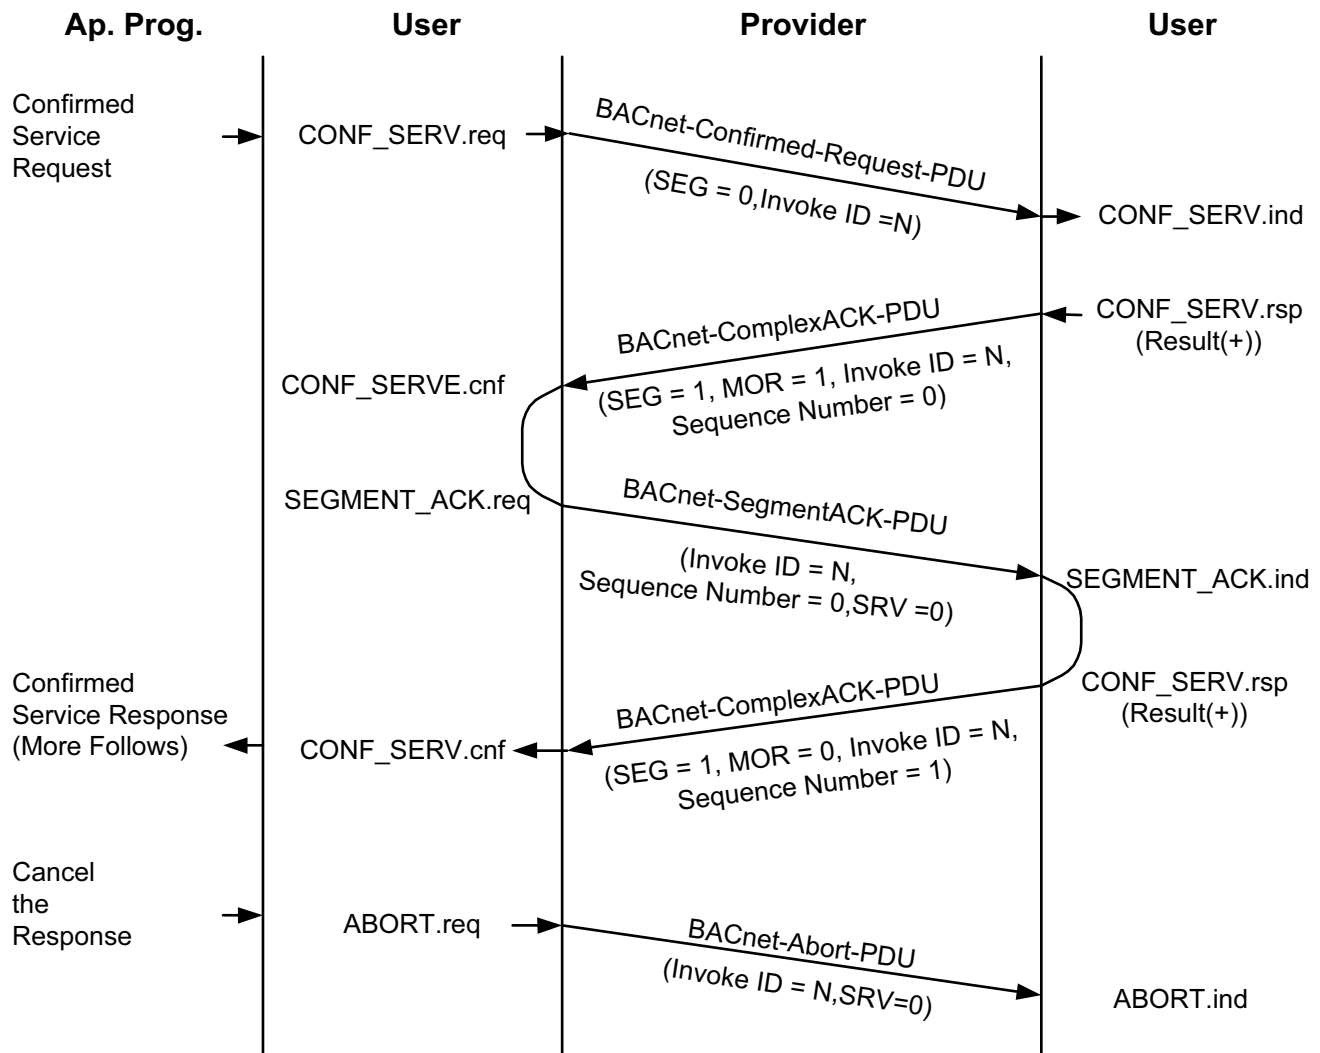 Ap. Prog.
User
Provider
User
Confirmed
Service
Request
CONF_SERV.req
BACnet-Confirmed-Request-PDU
(SEG = 0,Invoke ID =N)
CONF_SERV.ind
CONF_SERV.rsp
(Result(+))
BACnet-ComplexACK-PDU
(SEG = 1, MOR = 1, Invoke ID = N,
Sequence Number = 0)
CONF_SERVE.cnf
SEGMENT_ACK.req
BACnet-SegmentACK-PDU
(Invoke ID = N,
Sequence Number = 0,SRV =0)
SEGMENT_ACK.ind
CONF_SERV.rsp
(Result(+))
BACnet-ComplexACK-PDU
(SEG = 1, MOR = 0, Invoke ID = N,
Sequence Number = 1)
CONF_SERV.cnf
Confirmed
Service Response
(More Follows)
Cancel
the
Response
ABORT.req
BACnet-Abort-PDU
(Invoke ID = N,SRV=0)
ABORT.ind